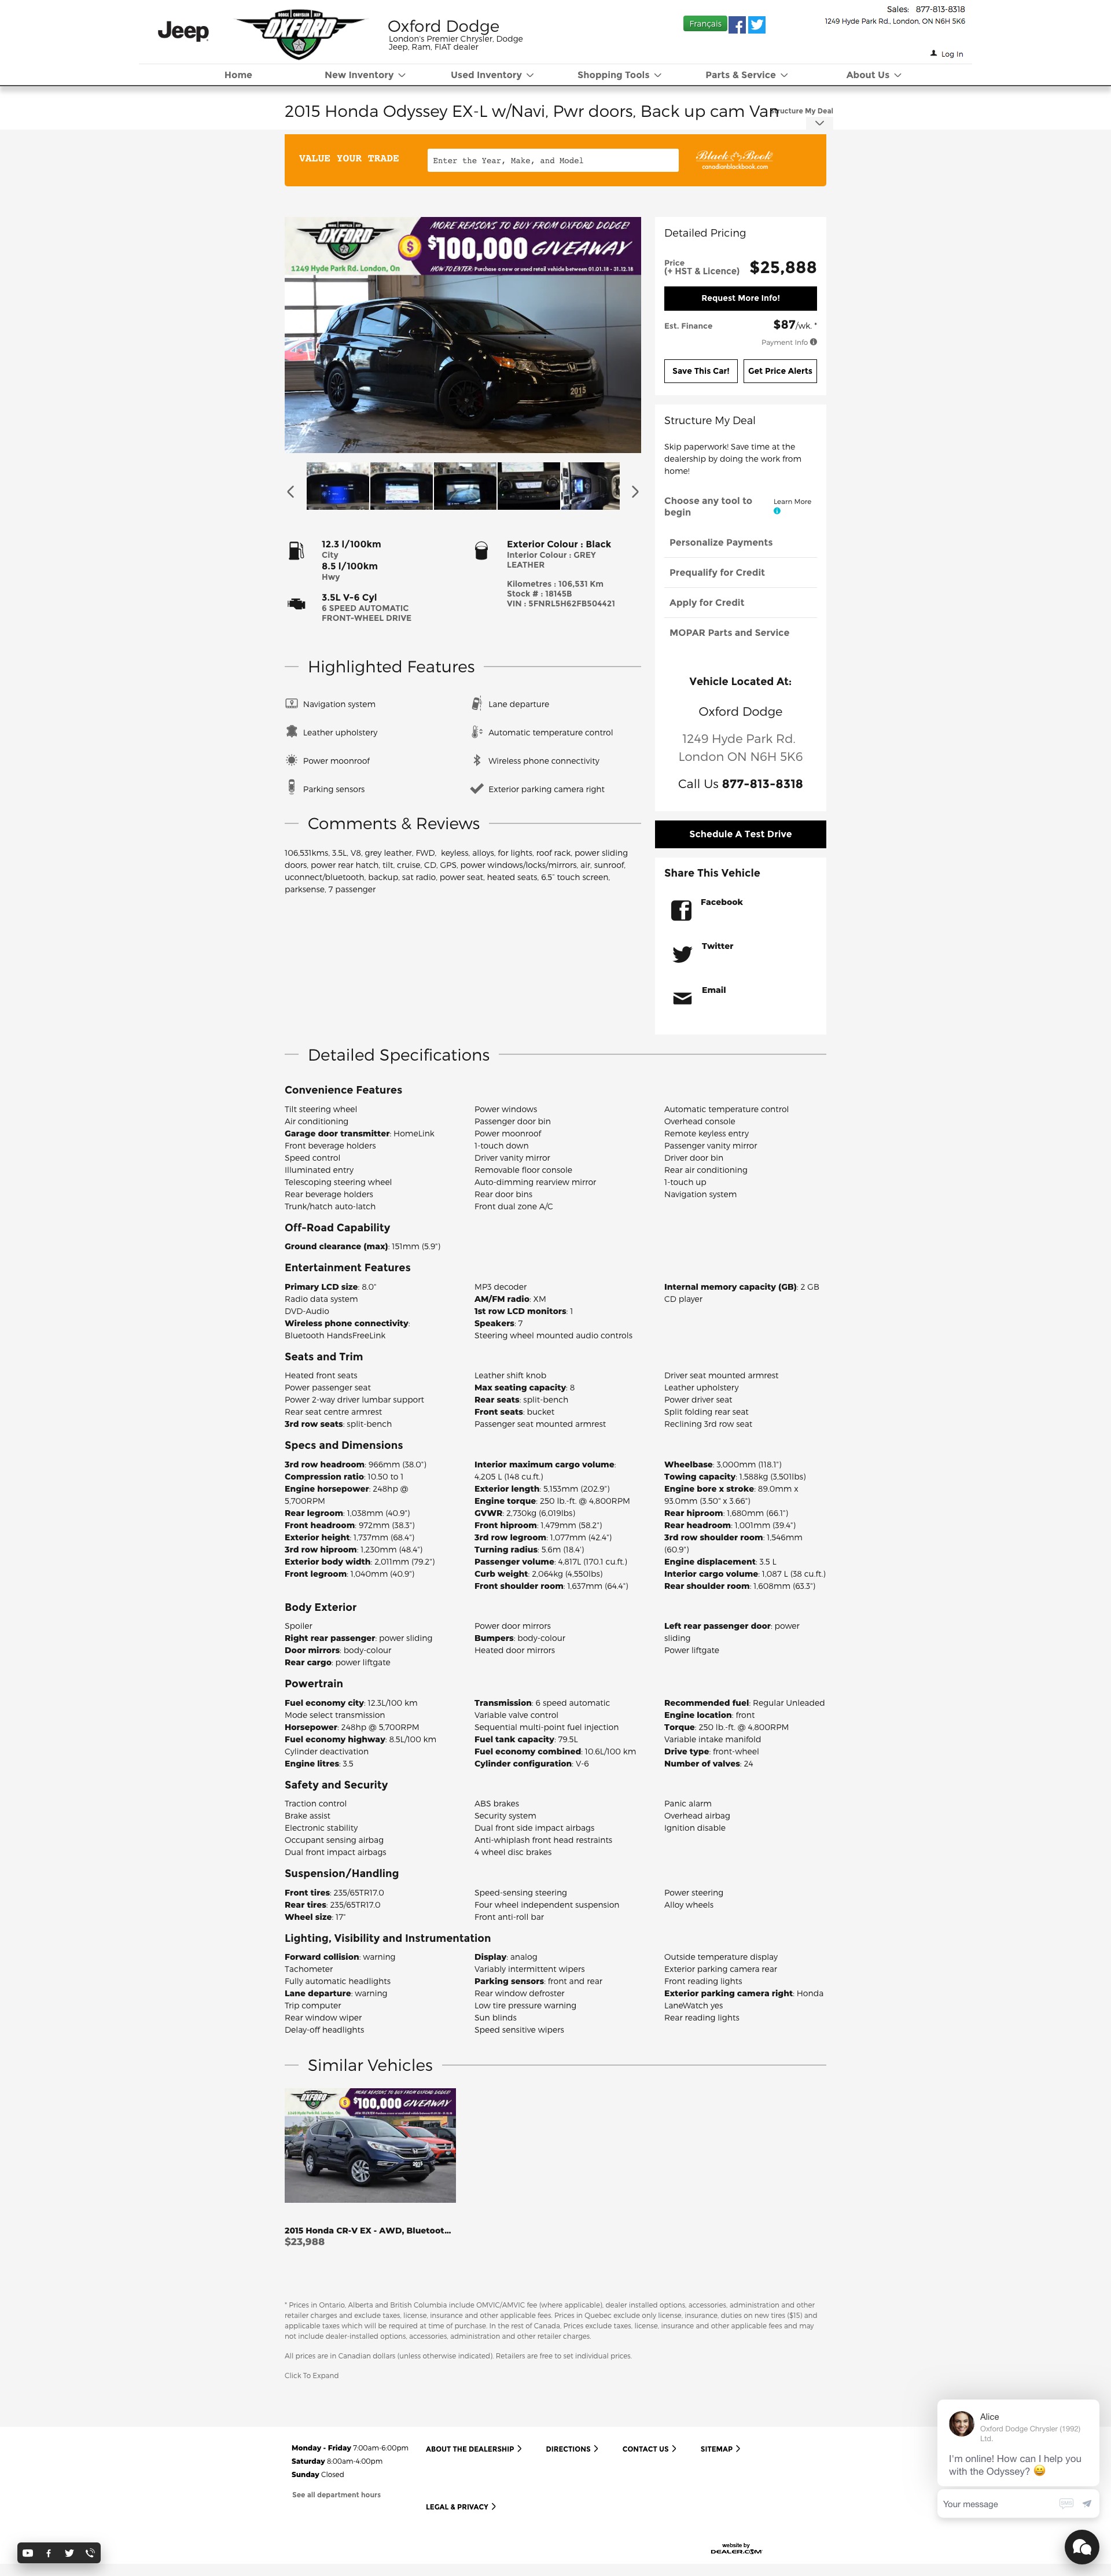 Jeep
OXFORD
Oxford Dodge
London's Premier Chrysler, Dodge
Jeep, Ram, FIAT dealer
Français
Sales: 877-813-8318
1249 Hyde Park Rd., London, ON N6H 5K6
Log In
Home
New Inventory
Used Inventory
Shopping Tools
Parts & Service
About Us
2015 Honda Odyssey EX-L w/Navi, Pwr doors, Back up cam Van
Structure My Deal
VALUE YOUR TRADE
Enter the Year, Make, and Model
Black Book
canadianblackbook.com
OXFORD
1249 Hyde Park Rd. London, On
MORE REASONS TO BUY FROM OXFORD DODGE!
$100,000 GIVEAWAY
HOW TO ENTER: Purchase a new or used retail vehicle between 01.01.18 - 31.12.18
2015
12.3 l/100km
City
8.5 l/100km
Hwy
3.5L V-6 Cyl
6 SPEED AUTOMATIC
FRONT-WHEEL DRIVE
Exterior Colour : Black
Interior Colour : GREY
LEATHER
Kilometres : 106,531 Km
Stock # : 18145B
VIN : 5FNRL5H62FB504421
Highlighted Features
Navigation system
Lane departure
Leather upholstery
Automatic temperature control
Power moonroof
Wireless phone connectivity
Parking sensors
Exterior parking camera right
Comments & Reviews
106,531kms, 3.5L, V8, grey leather, FWD, keyless, alloys, for lights, roof rack, power sliding
doors, power rear hatch, tilt, cruise, CD, GPS, power windows/locks/mirrors, air, sunroof,
uconnect/bluetooth, backup, sat radio, power seat, heated seats, 6.5" touch screen,
parksense, 7 passenger
Detailed Pricing
Price
(+ HST & Licence)
$25,888
Request More Info!
Est. Finance
$87/wk. *
Payment Info
Save This Car!
Get Price Alerts
Structure My Deal
Skip paperwork! Save time at the
dealership by doing the work from
home!
Choose any tool to
begin
Learn More
Personalize Payments
Prequalify for Credit
Apply for Credit
MOPAR Parts and Service
Vehicle Located At:
Oxford Dodge
1249 Hyde Park Rd.
London ON N6H 5K6
Call Us 877-813-8318
Schedule A Test Drive
Share This Vehicle
Facebook
Twitter
Email
Detailed Specifications
Convenience Features
Tilt steering wheel
Air conditioning
Garage door transmitter: HomeLink
Front beverage holders
Speed control
Illuminated entry
Telescoping steering wheel
Rear beverage holders
Trunk/hatch auto-latch
Power windows
Passenger door bin
Power moonroof
1-touch down
Driver vanity mirror
Removable floor console
Auto-dimming rearview mirror
Rear door bins
Front dual zone A/C
Automatic temperature control
Overhead console
Remote keyless entry
Passenger vanity mirror
Driver door bin
Rear air conditioning
1-touch up
Navigation system
Off-Road Capability
Ground clearance (max): 151mm (5.9")
Entertainment Features
Primary LCD size: 8.0"
Radio data system
DVD-Audio
Wireless phone connectivity:
Bluetooth HandsFreeLink
MP3 decoder
AM/FM radio: XM
1st row LCD monitors: 1
Speakers: 7
Steering wheel mounted audio controls
Internal memory capacity (GB): 2 GB
CD player
Seats and Trim
Heated front seats
Power passenger seat
Power 2-way driver lumbar support
Rear seat centre armrest
3rd row seats: split-bench
Leather shift knob
Max seating capacity: 8
Rear seats: split-bench
Front seats: bucket
Passenger seat mounted armrest
Driver seat mounted armrest
Leather upholstery
Power driver seat
Split folding rear seat
Reclining 3rd row seat
Specs and Dimensions
3rd row headroom: 966mm (38.0")
Compression ratio: 10.50 to 1
Engine horsepower: 248hp @
5,700RPM
Rear legroom: 1,038mm (40.9")
Front headroom: 972mm (38.3")
Exterior height: 1,737mm (68.4")
3rd row hiproom: 1,230mm (48.4")
Exterior body width: 2,011mm (79.2")
Front legroom: 1,040mm (40.9")
Interior maximum cargo volume:
4,205 L (148 cu.ft.)
Exterior length: 5,153mm (202.9")
Engine torque: 250 lb.-ft. @ 4,800RPM
GVWR: 2,730kg (6,019lbs)
Front hiproom: 1,479mm (58.2")
3rd row legroom: 1,077mm (42.4")
Turning radius: 5.6m (18.4')
Passenger volume: 4,817L (170.1 cu.ft.)
Curb weight: 2,064kg (4,550lbs)
Front shoulder room: 1,637mm (64.4")
Wheelbase: 3,000mm (118.1")
Towing capacity: 1,588kg (3,501lbs)
Engine bore x stroke: 89.0mm x
93.0mm (3.50" x 3.66")
Rear hiproom: 1,680mm (66.1")
Rear headroom: 1,001mm (39.4")
3rd row shoulder room: 1,546mm
(60.9")
Engine displacement: 3.5 L
Interior cargo volume: 1,087 L (38 cu.ft.)
Rear shoulder room: 1,608mm (63.3")
Body Exterior
Spoiler
Right rear passenger: power sliding
Door mirrors: body-colour
Rear cargo: power liftgate
Power door mirrors
Bumpers: body-colour
Heated door mirrors
Left rear passenger door: power
sliding
Power liftgate
Powertrain
Fuel economy city: 12.3L/100 km
Mode select transmission
Horsepower: 248hp @ 5,700RPM
Fuel economy highway: 8.5L/100 km
Cylinder deactivation
Engine litres: 3.5
Transmission: 6 speed automatic
Variable valve control
Sequential multi-point fuel injection
Fuel tank capacity: 79.5L
Fuel economy combined: 10.6L/100 km
Cylinder configuration: V-6
Recommended fuel: Regular Unleaded
Engine location: front
Torque: 250 lb.-ft. @ 4,800RPM
Variable intake manifold
Drive type: front-wheel
Number of valves: 24
Safety and Security
Traction control
Brake assist
Electronic stability
Occupant sensing airbag
Dual front impact airbags
ABS brakes
Security system
Dual front side impact airbags
Anti-whiplash front head restraints
4 wheel disc brakes
Panic alarm
Overhead airbag
Ignition disable
Suspension/Handling
Front tires: 235/65TR17.0
Rear tires: 235/65TR17.0
Wheel size: 17"
Speed-sensing steering
Four wheel independent suspension
Front anti-roll bar
Power steering
Alloy wheels
Lighting, Visibility and Instrumentation
Forward collision: warning
Tachometer
Fully automatic headlights
Lane departure: warning
Trip computer
Rear window wiper
Delay-off headlights
Display: analog
Variably intermittent wipers
Parking sensors: front and rear
Rear window defroster
Low tire pressure warning
Sun blinds
Speed sensitive wipers
Outside temperature display
Exterior parking camera rear
Front reading lights
Exterior parking camera right: Honda
LaneWatch yes
Rear reading lights
Similar Vehicles
OXFORD
MORE REASONS TO BUY FROM OXFORD DODGE!
$100,000 GIVEAWAY
2015 Honda CR-V EX - AWD, Bluetoot...
$23,988
* Prices in Ontario, Alberta and British Columbia include OMVIC/AMVIC fee (where applicable), dealer installed options, accessories, administration and other
retailer charges and exclude taxes, license, insurance and other applicable fees. Prices in Quebec exclude only license, insurance, duties on new tires ($15) and
applicable taxes which will be required at time of purchase. In the rest of Canada, Prices exclude taxes, license, insurance and other applicable fees and may
not include dealer-installed options, accessories, administration and other retailer charges.
All prices are in Canadian dollars (unless otherwise indicated). Retailers are free to set individual prices.
Click To Expand
Monday - Friday 7:00am-6:00pm
Saturday 8:00am-4:00pm
Sunday Closed
See all department hours
ABOUT THE DEALERSHIP
DIRECTIONS
CONTACT US
SITEMAP
LEGAL & PRIVACY
website by
DEALER.COM
Alice
Oxford Dodge Chrysler (1992)
Ltd.
I'm online! How can I help you
with the Odyssey?
Your message
SMS